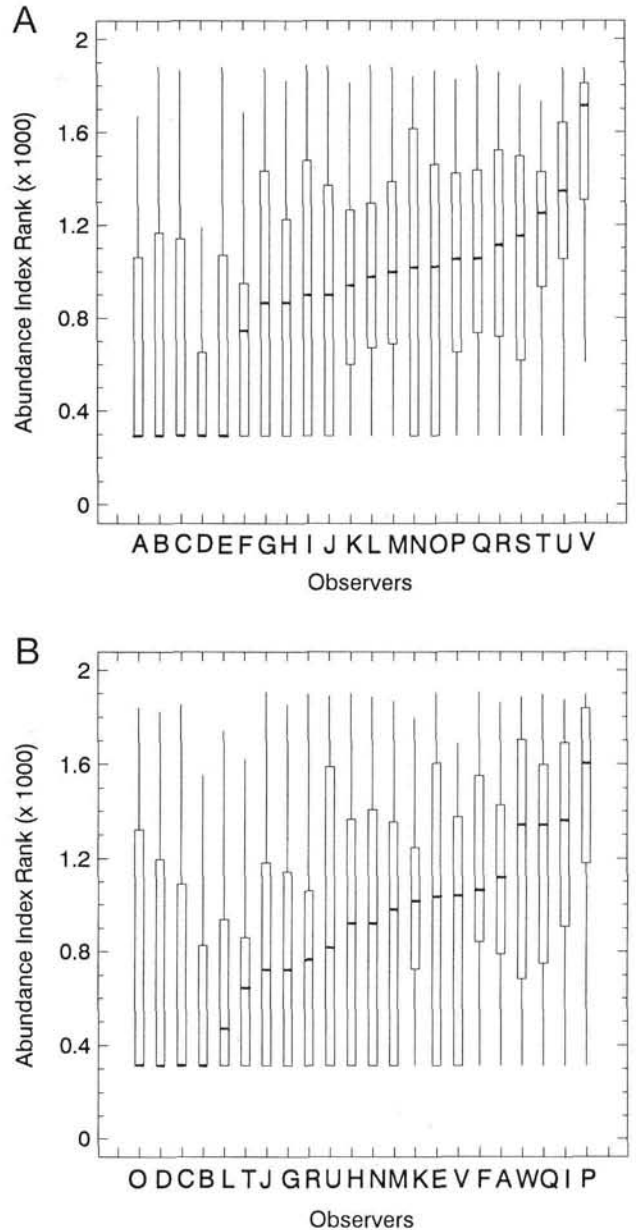 A
2
1.6
1.2
0.8
0.4
0
Abundance Index Rank (x 1000)
A B C D E F G H I J K L M N O P Q R S T U V
Observers
B
2
1.6
1.2
0.8
0.4
0
Abundance Index Rank (x 1000)
O D C B L T J G R U H N M K E V F A W Q I P
Observers